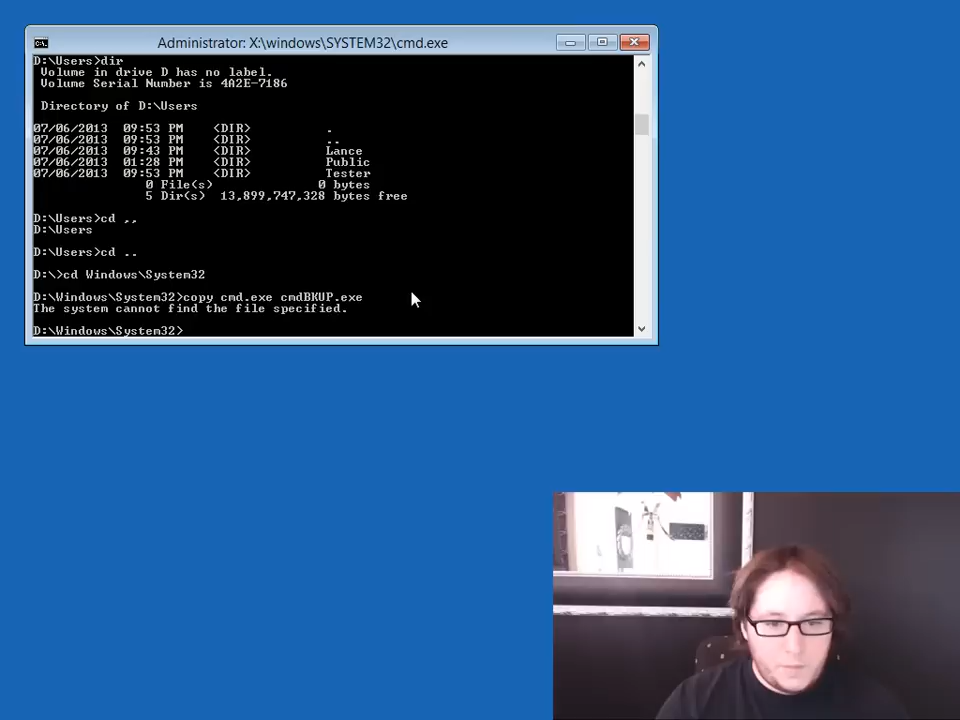 Administrator: X:\windows\SYSTEM32\cmd.exe
D:\Users>dir
Volume in drive D has no label.
Volume Serial Number is 4A2E-7186
Directory of D:\Users
07/06/2013 09:53 PM <DIR> .
07/06/2013 09:53 PM <DIR> ..
07/06/2013 09:43 PM <DIR> Lance
07/06/2013 01:28 PM <DIR> Public
07/06/2013 09:53 PM <DIR> Tester
0 File(s) 0 bytes
5 Dir(s) 13,899,747,328 bytes free
D:\Users>cd ,,
D:\Users
D:\Users>cd ..
D:\>cd Windows\System32
D:\Windows\System32>copy cmd.exe cmdBKUP.exe
The system cannot find the file specified.
D:\Windows\System32>